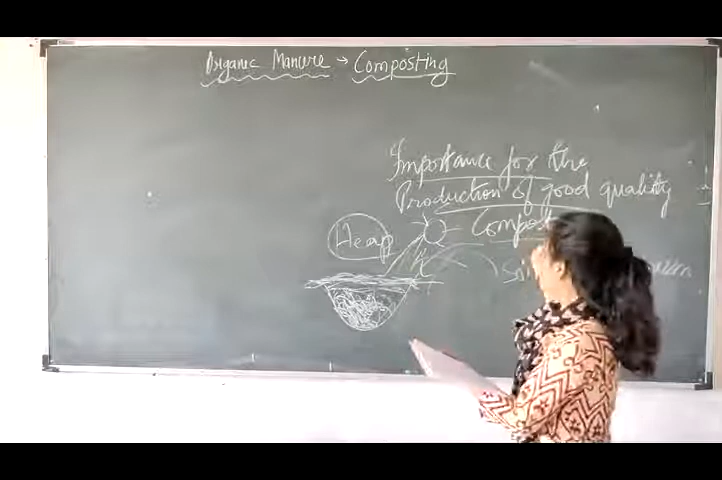 Organic Manure → Composting
Importance for the
Production of good quality
Compost
Heap